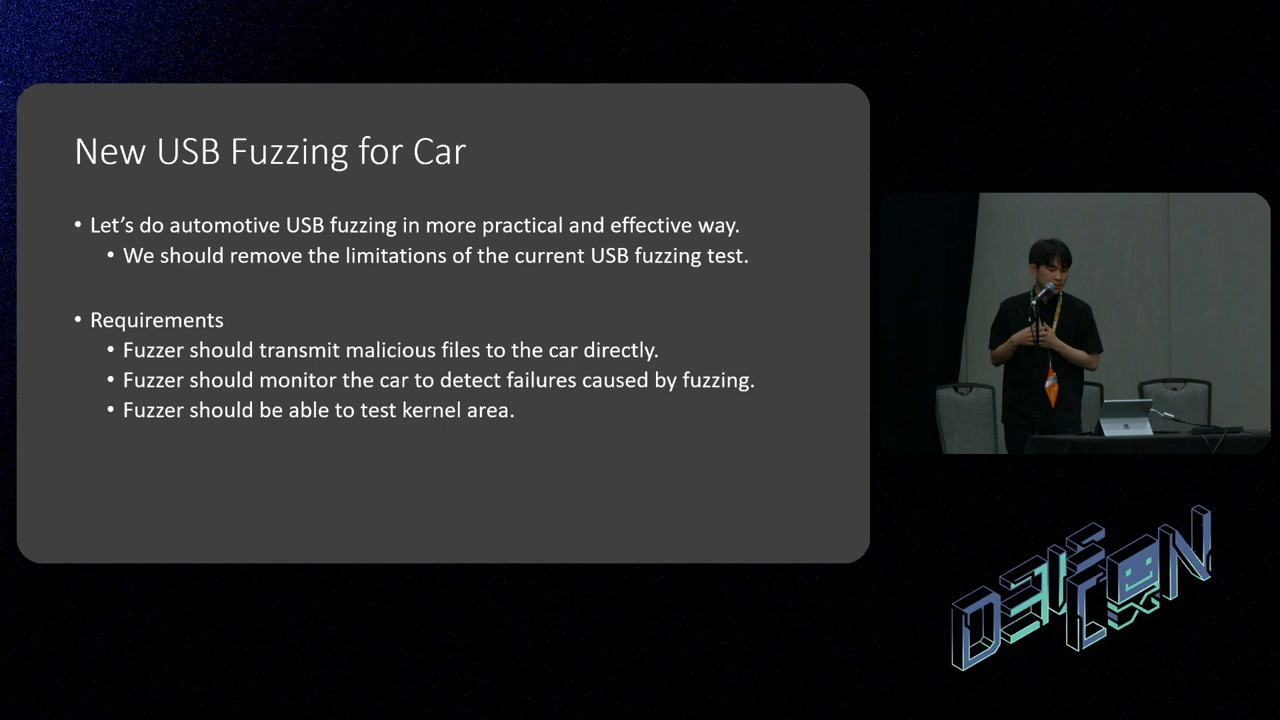 New USB Fuzzing for Car
• Let's do automotive USB fuzzing in more practical and effective way.
• We should remove the limitations of the current USB fuzzing test.
• Requirements
• Fuzzer should transmit malicious files to the car directly.
• Fuzzer should monitor the car to detect failures caused by fuzzing.
• Fuzzer should be able to test kernel area.
DEF
CON